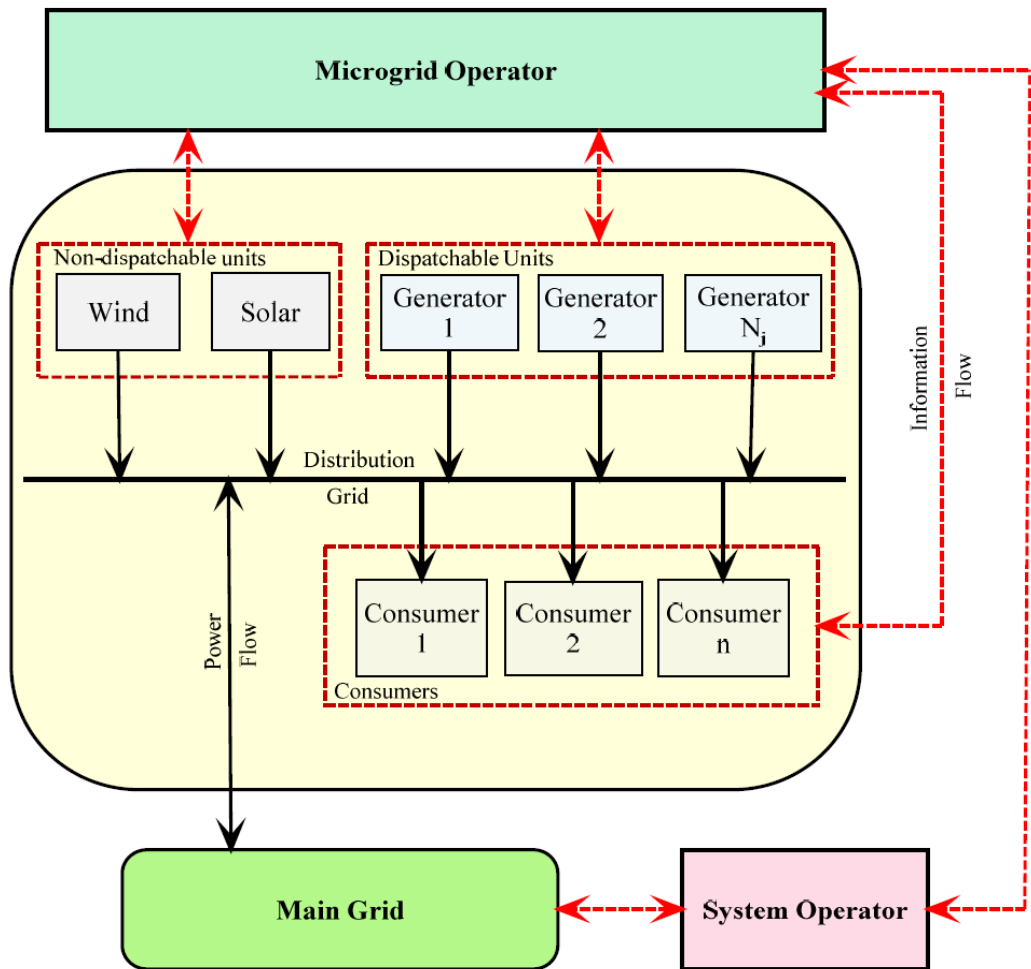 Microgrid Operator
Non-dispatchable units
Wind
Solar
Dispatchable Units
Generator
1
Generator
2
Generator
Nj
Information
Flow
Distribution
Grid
Power
Flow
Consumer
1
Consumer
2
Consumer
n
Consumers
Main Grid
System Operator